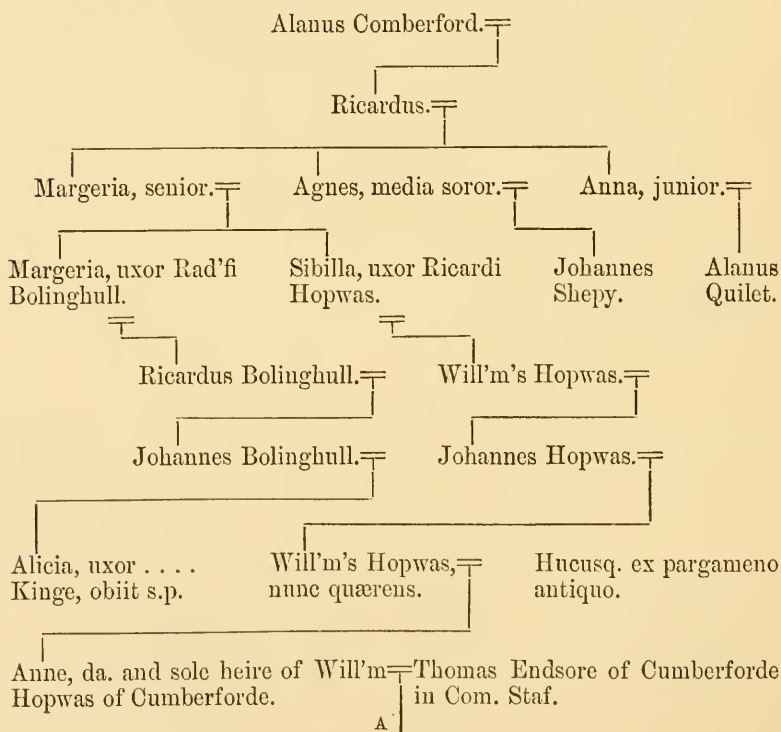 Alanus Comberford.
Ricardus.
Margeria, senior. Agnes, media soror. Anna, junior.
Margeria, uxor Rad'fi Sibilla, uxor Ricardi Johannes Alanus
Bolinghull. Hopwas. Shepy. Quilet.
Ricardus Bolinghull. Will'm's Hopwas.
Johannes Bolinghull. Johannes Hopwas.
Alicia, uxor . . . . Will'm's Hopwas, Hucusq. ex pargameno
Kinge, obiit s.p. nunc quærens. antiquo.
Anne, da. and sole heire of Will'm Thomas Endsore of Cumberforde
Hopwas of Cumberforde. in Com. Staf.
A